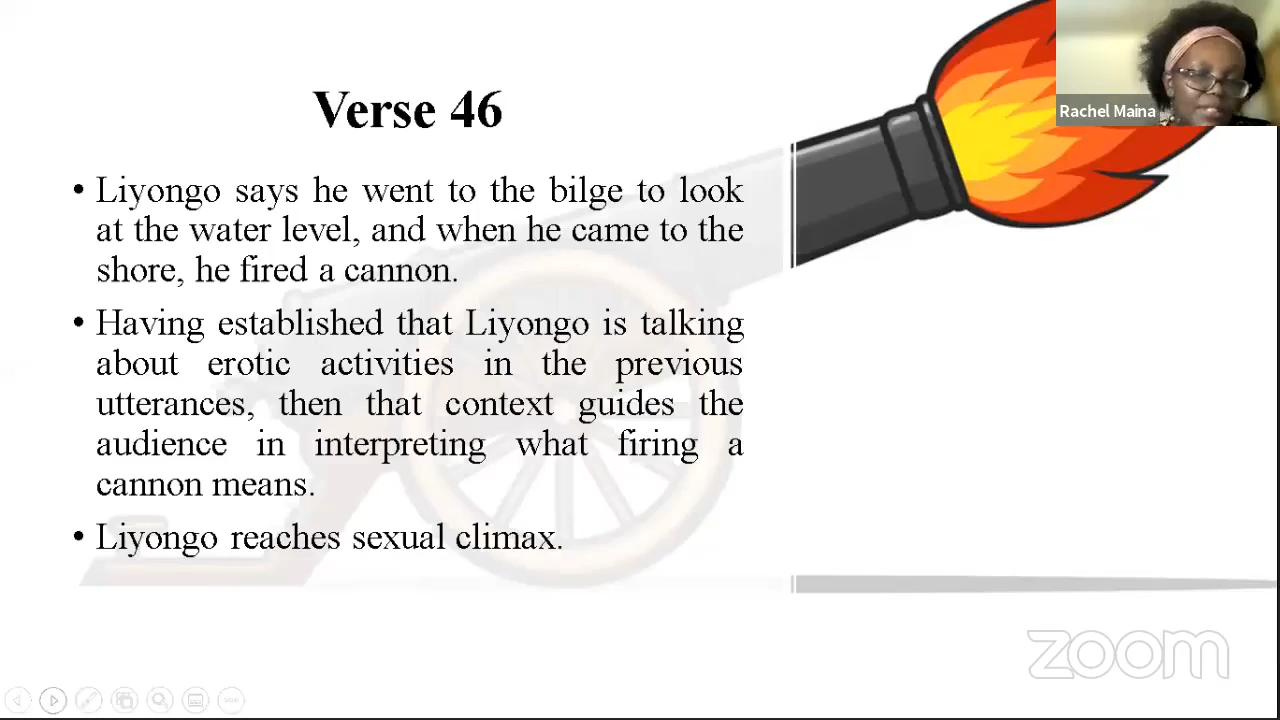 Rachel Maina
Verse 46
• Liyongo says he went to the bilge to look
at the water level, and when he came to the
shore, he fired a cannon.
• Having established that Liyongo is talking
about erotic activities in the previous
utterances, then that context guides the
audience in interpreting what firing a
cannon means.
• Liyongo reaches sexual climax.
zoom